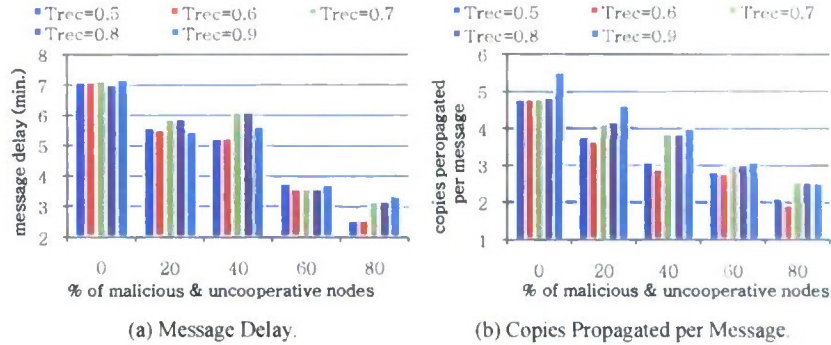 Trec=0.5 Trec=0.6 Trec=0.7
Trec=0.8 Trec=0.9
message delay (min.)
8
7
6
5
4
3
2
0 20 40 60 80
% of malicious & uncooperative nodes
(a) Message Delay.
Trec=0.5 Trec=0.6 Trec=0.7
Trec=0.8 Trec=0.9
copies peropagated
per message
6
5
4
3
2
1
0 20 40 60 80
% of malicious & uncooperative nodes
(b) Copies Propagated per Message.